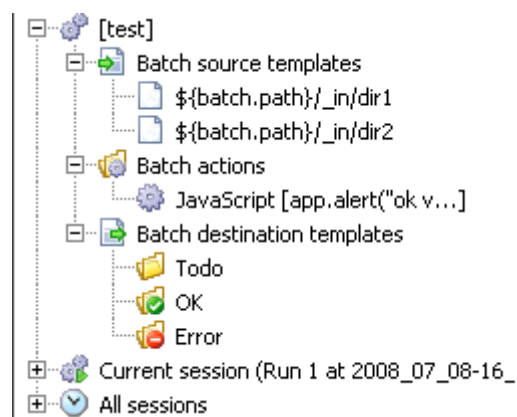 [test]
Batch source templates
${batch.path}/_in/dir1
${batch.path}/_in/dir2
Batch actions
JavaScript [app.alert("ok v...]
Batch destination templates
Todo
OK
Error
Current session (Run 1 at 2008_07_08-16_
All sessions